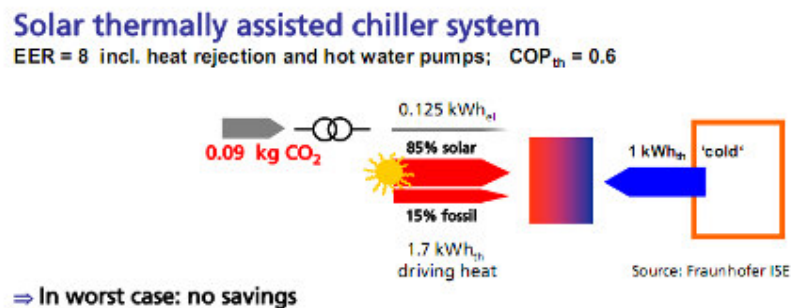 Solar thermally assisted chiller system
EER = 8 incl. heat rejection and hot water pumps; COPth = 0.6
0.125 kWhel
0.09 kg CO2
85% solar
1 kWhth 'cold'
15% fossil
1.7 kWhth
driving heat
Source: Fraunhofer ISE
⇒ In worst case: no savings